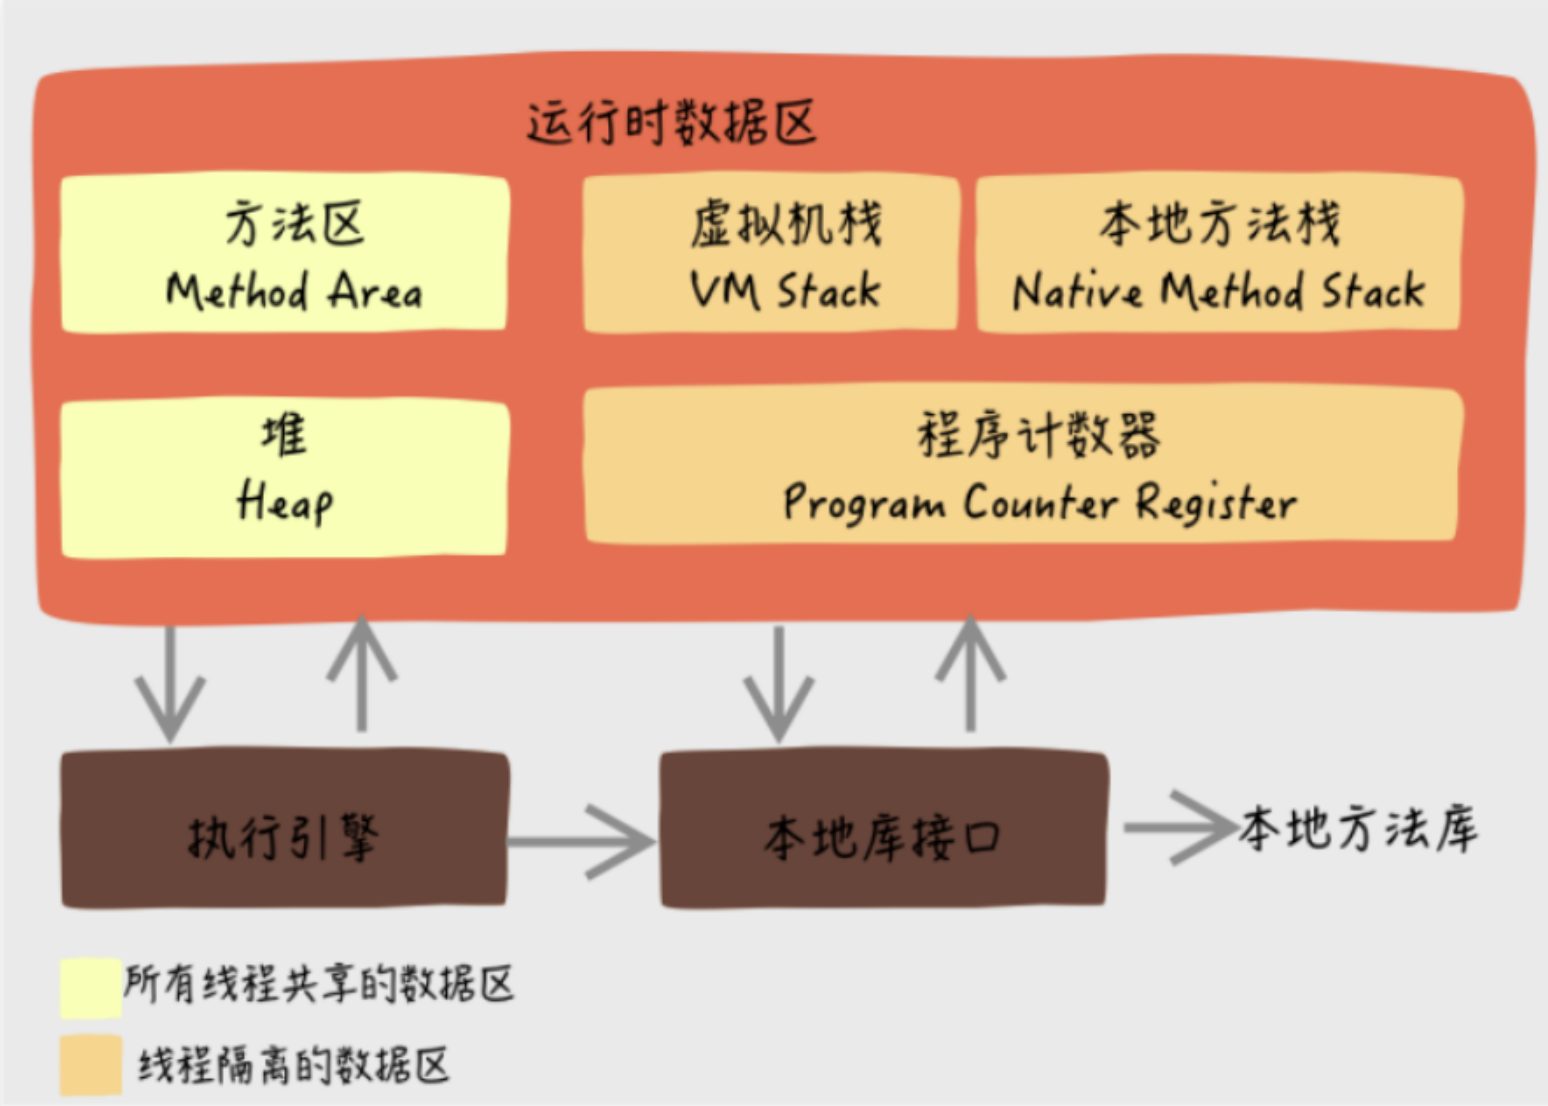 运行时数据区
方法区
Method Area
虚拟机栈
VM Stack
本地方法栈
Native Method Stack
堆
Heap
程序计数器
Program Counter Register
执行引擎
本地库接口
本地方法库
所有线程共享的数据区
线程隔离的数据区